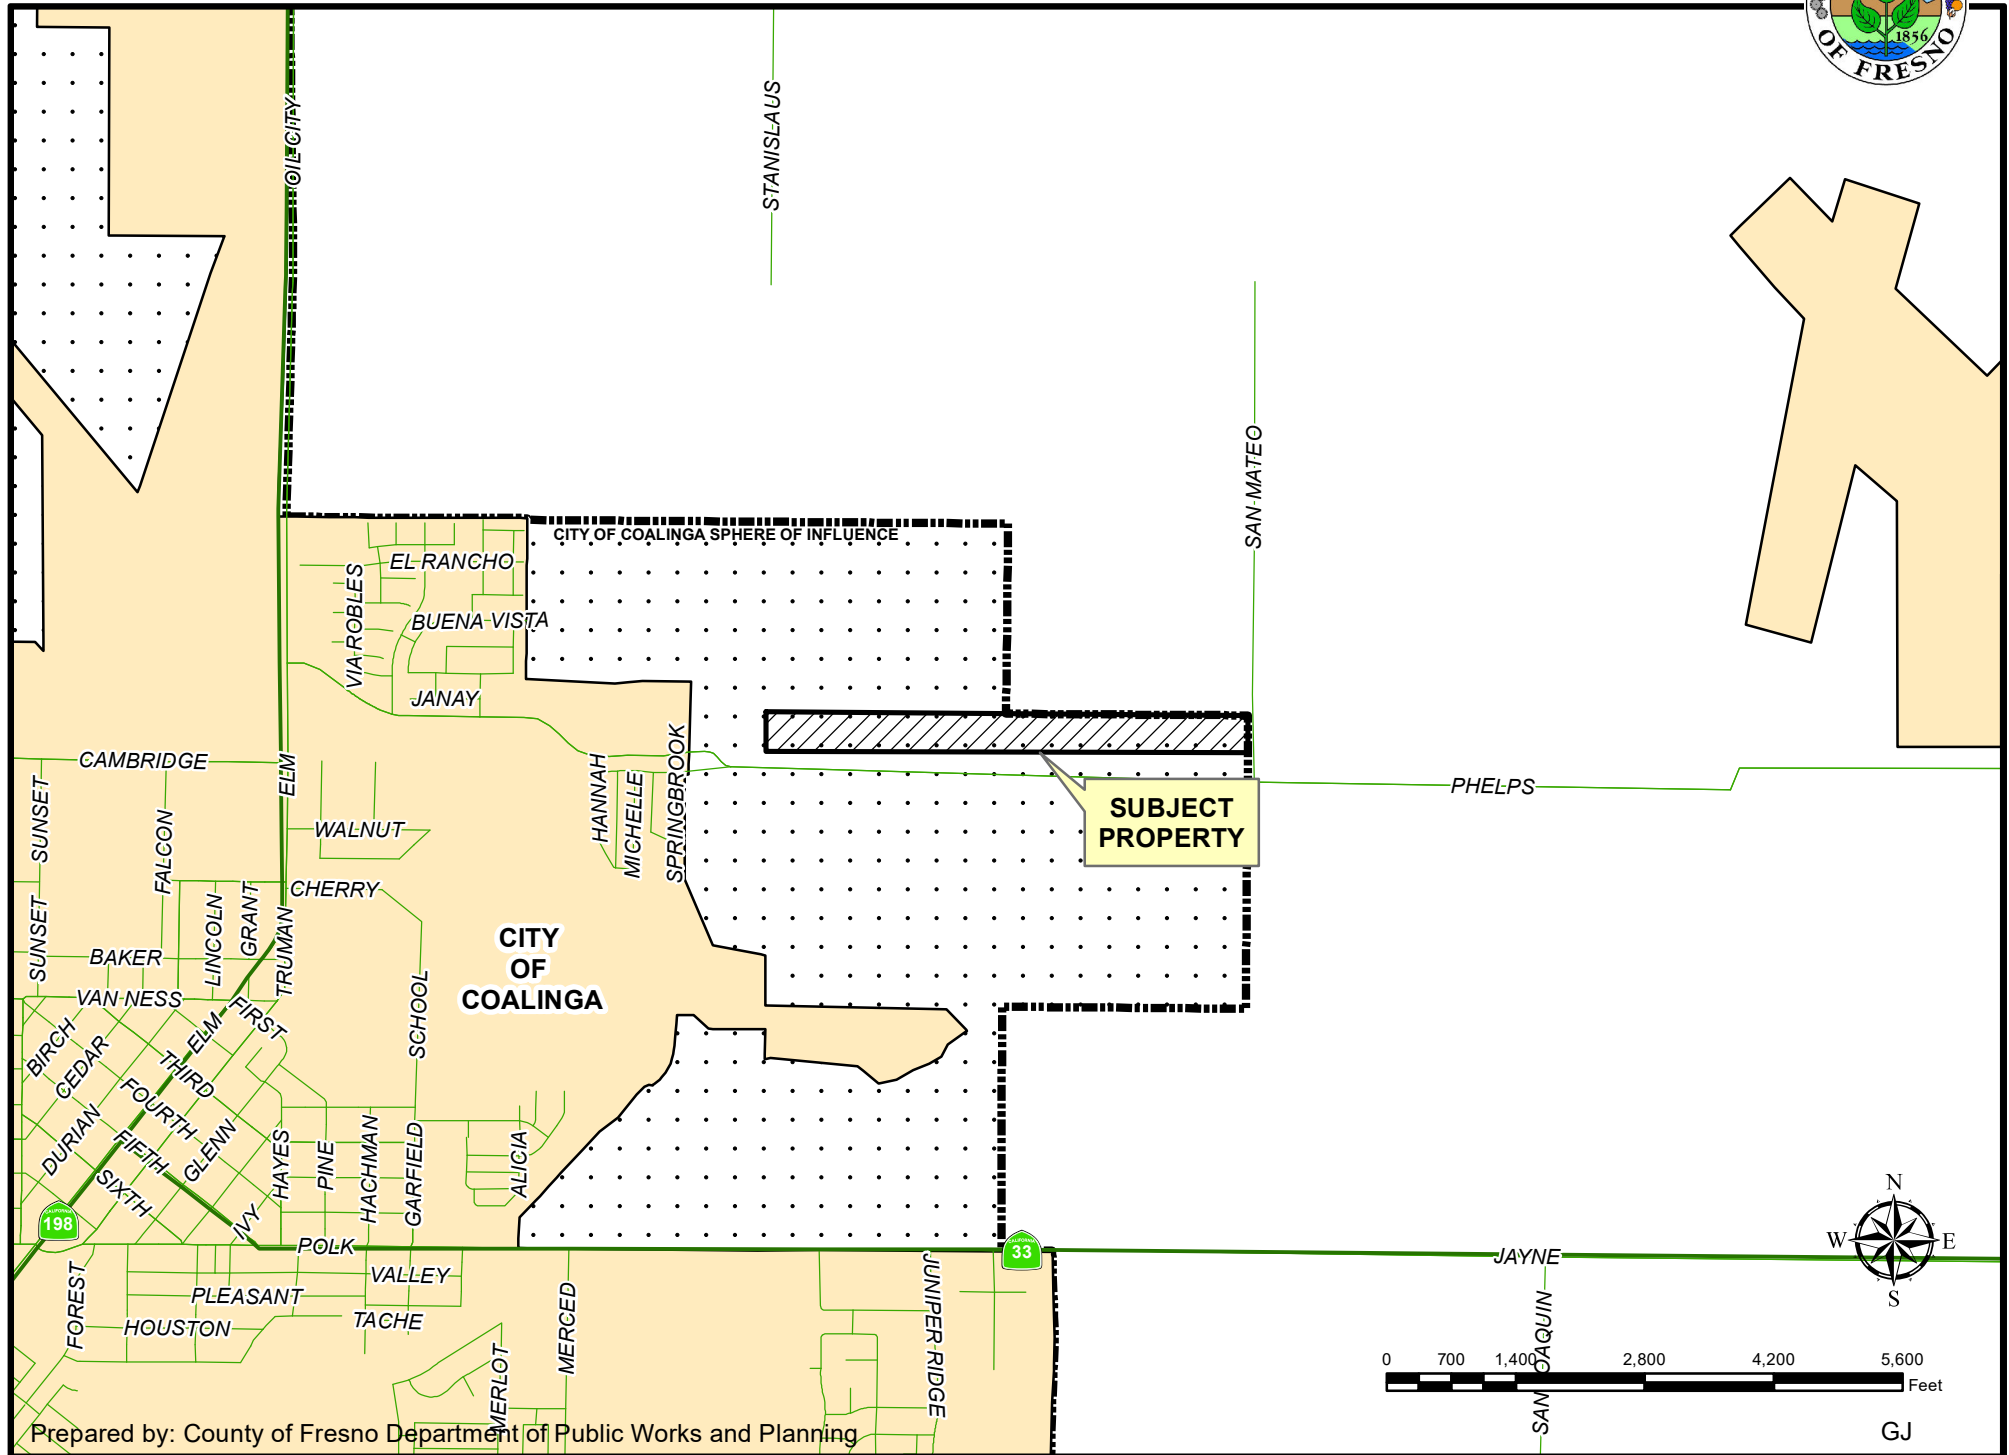 1856
OF FRESNO
OIL CITY
STANISLAUS
SAN MATEO
CITY OF COALINGA SPHERE OF INFLUENCE
EL RANCHO
VIA ROBLES
BUENA VISTA
JANAY
CAMBRIDGE
ELM
HANNAH
MICHELLE
SPRINGBROOK
PHELPS
SUBJECT
PROPERTY
SUNSET
FALCON
WALNUT
CHERRY
SUNSET
LINCOLN
GRANT
TRUMAN
BAKER
VAN NESS
FIRST
CITY
OF
COALINGA
SCHOOL
BIRCH
CEDAR
ELM
THIRD
FOURTH
DURIAN
FIFTH
GLENN
SIXTH
HAYES
PINE
HACHMAN
GARFIELD
ALICIA
IVY
CALIFORNIA
198
POLK
CALIFORNIA
33
JAYNE
N
W
E
S
FOREST
VALLEY
PLEASANT
HOUSTON
TACHE
MERCED
MERLOT
JUNIPER RIDGE
SAN JOAQUIN
0 700 1,400 2,800 4,200 5,600
Feet
Prepared by: County of Fresno Department of Public Works and Planning
GJ